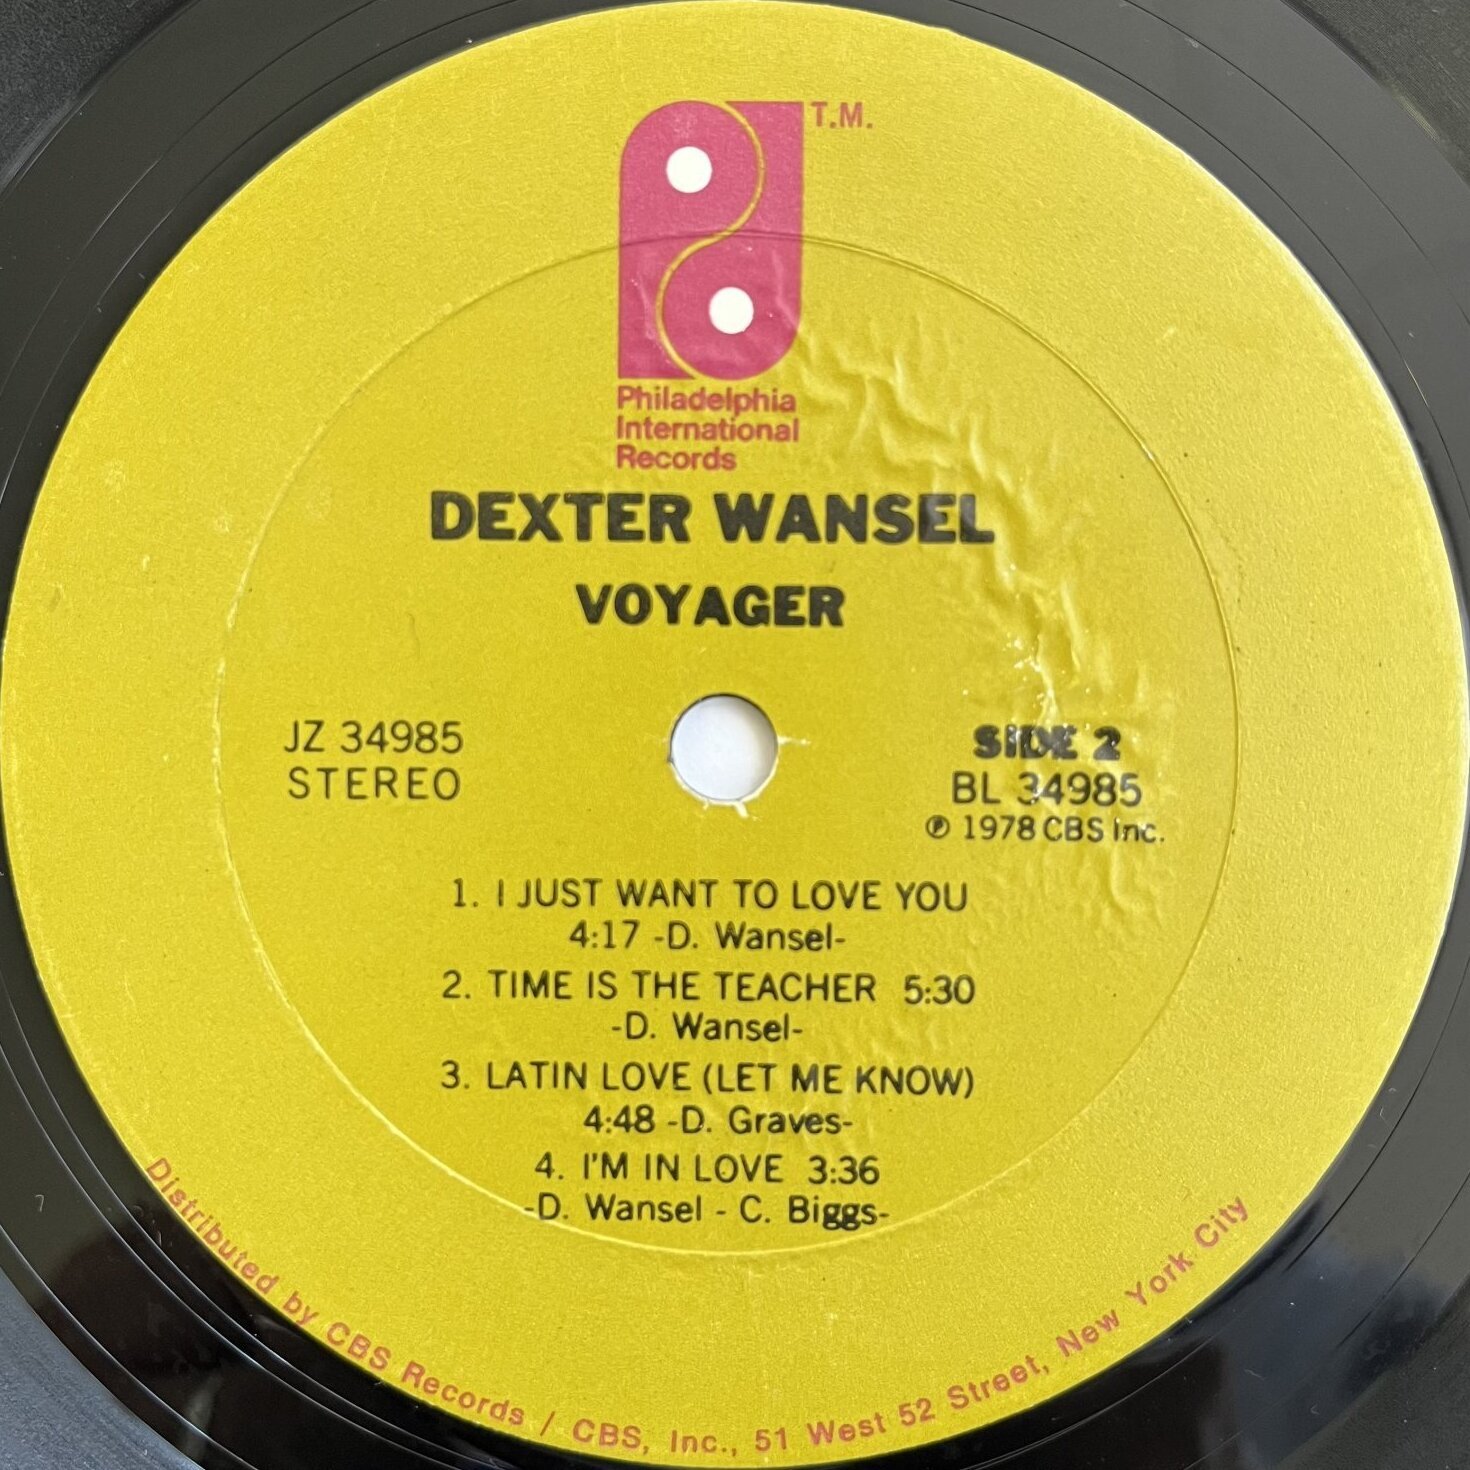 T.M.
Philadelphia
International
Records
DEXTER WANSEL
VOYAGER
JZ 34985
STEREO
SIDE 2
BL 34985
℗ 1978 CBS Inc.
1. I JUST WANT TO LOVE YOU
4:17 -D. Wansel-
2. TIME IS THE TEACHER 5:30
-D. Wansel-
3. LATIN LOVE (LET ME KNOW)
4:48 -D. Graves-
4. I'M IN LOVE 3:36
-D. Wansel - C. Biggs-
Distributed by CBS Records / CBS, Inc., 51 West 52 Street, New York City